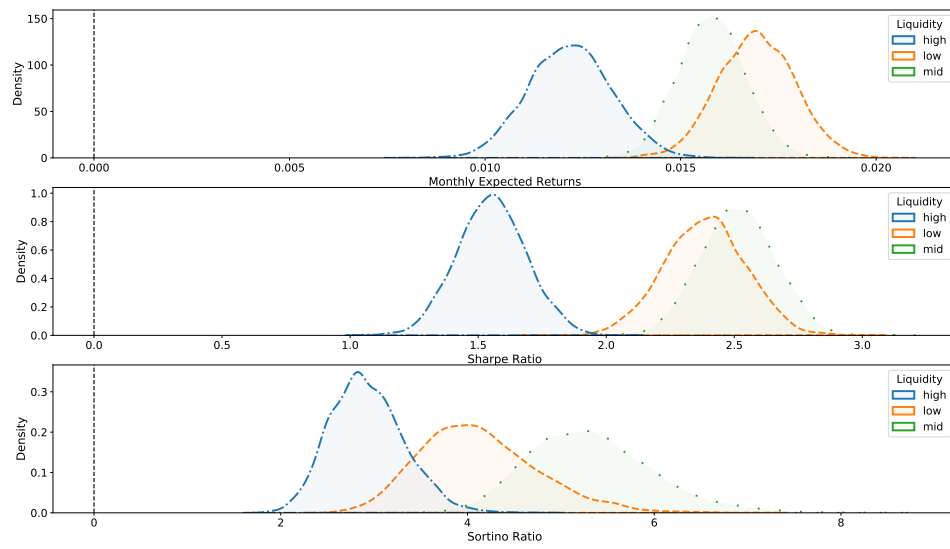 150
100
50
0
Density
Liquidity
high
low
mid
0.000 0.005 0.010 0.015 0.020
Monthly Expected Returns
1.0
0.8
0.6
0.4
0.2
0.0
Density
Liquidity
high
low
mid
0.0 0.5 1.0 1.5 2.0 2.5 3.0
Sharpe Ratio
0.3
0.2
0.1
0.0
Density
Liquidity
high
low
mid
0 2 4 6 8
Sortino Ratio